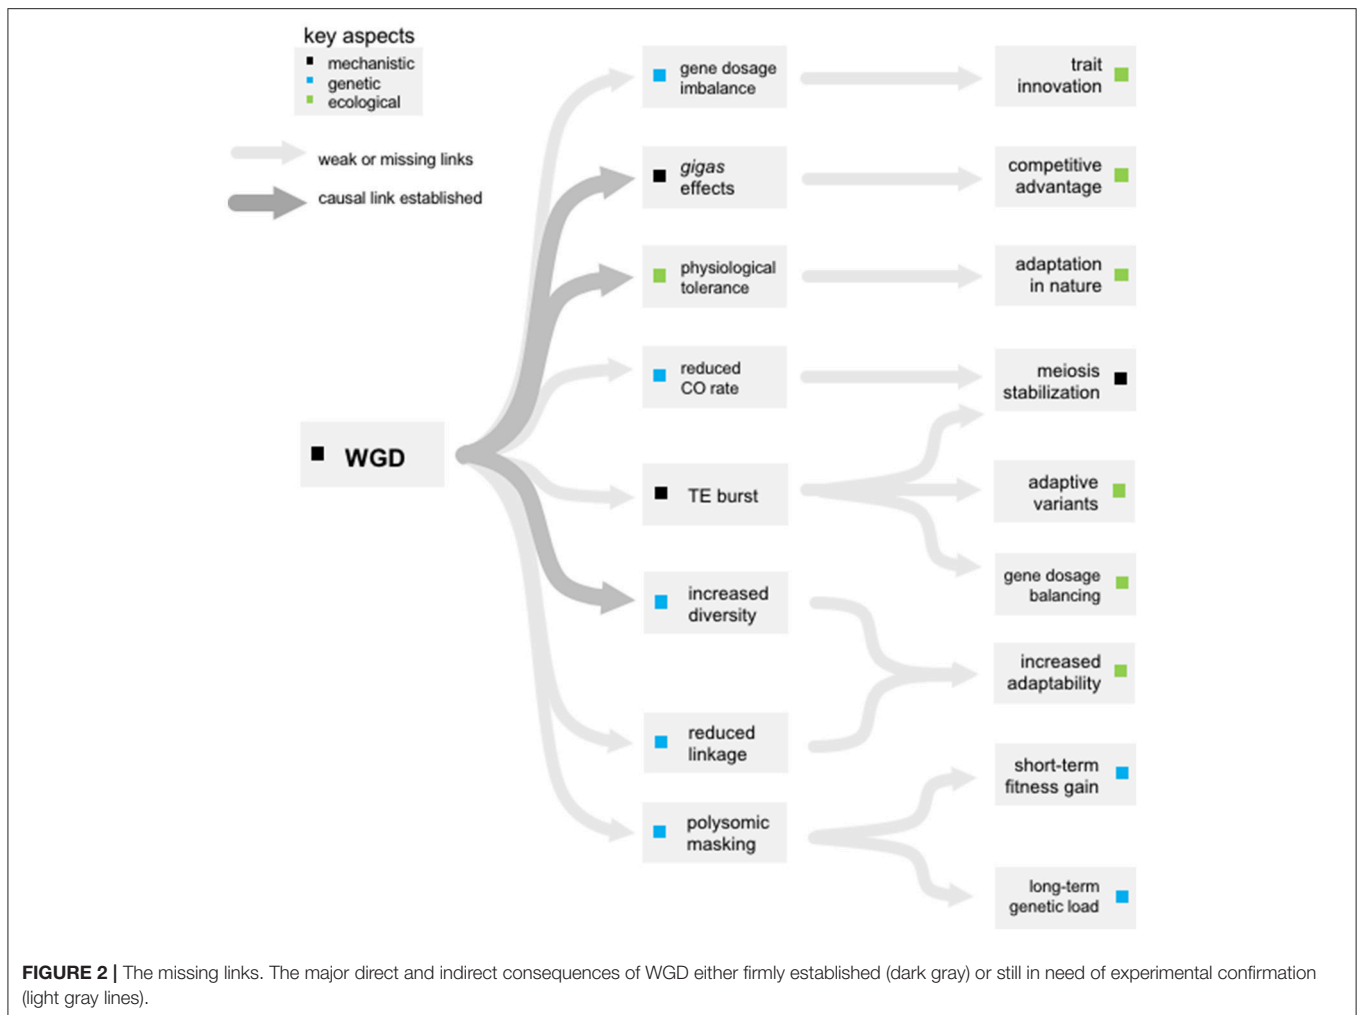 key aspects
mechanistic
genetic
ecological
weak or missing links
causal link established
WGD
gene dosage
imbalance
gigas
effects
physiological
tolerance
reduced
CO rate
TE burst
increased
diversity
reduced
linkage
polysomic
masking
trait
innovation
competitive
advantage
adaptation
in nature
meiosis
stabilization
adaptive
variants
gene dosage
balancing
increased
adaptability
short-term
fitness gain
long-term
genetic load
FIGURE 2 | The missing links. The major direct and indirect consequences of WGD either firmly established (dark gray) or still in need of experimental confirmation
(light gray lines).